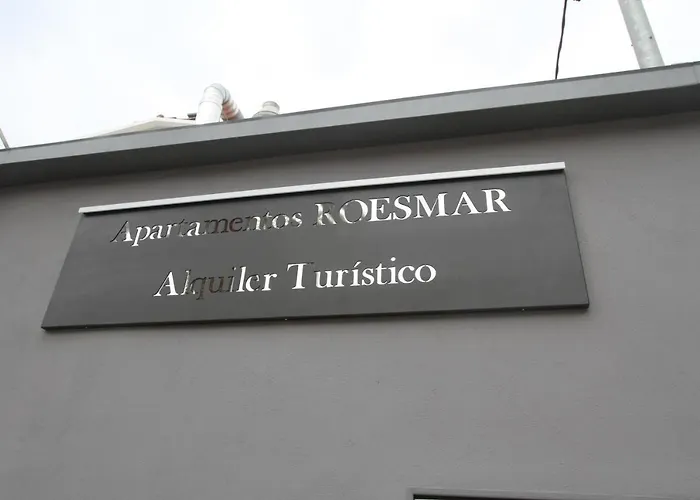 Apartamentos ROESMAR
Alquiler Turístico